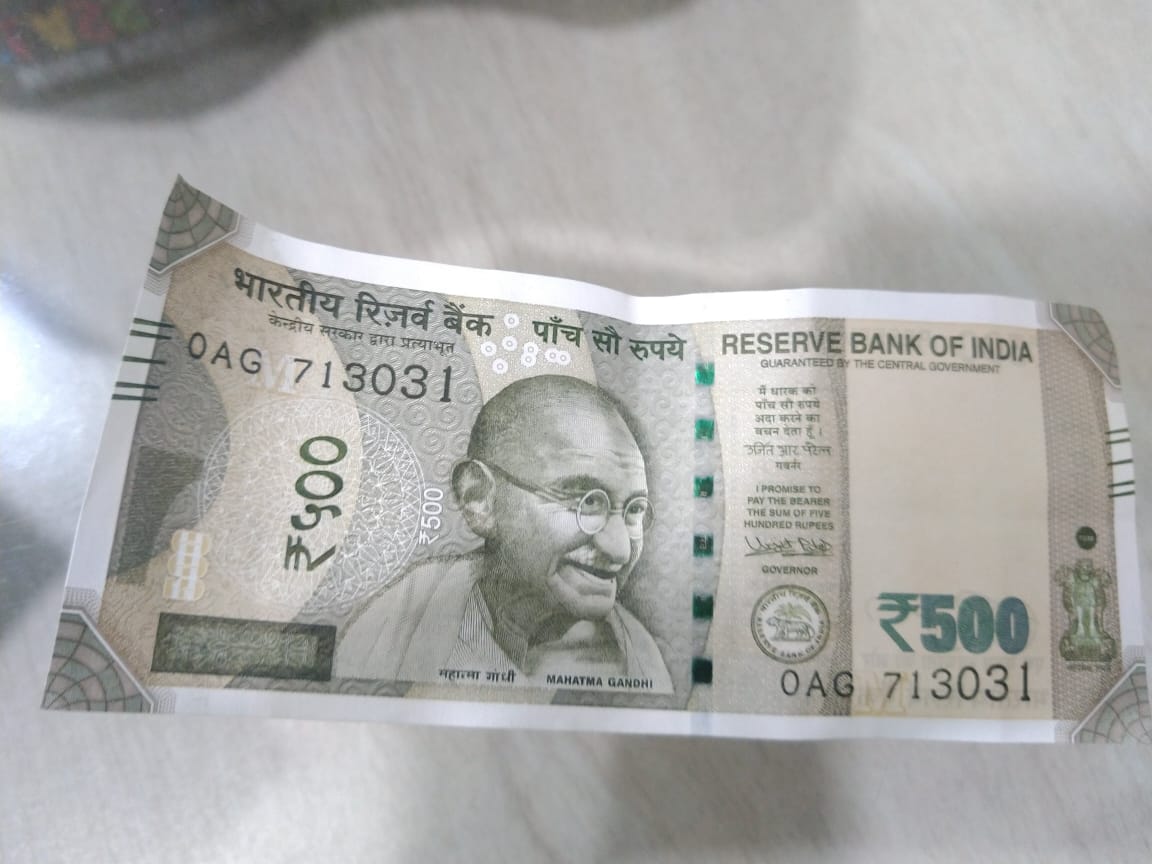 भारतीय रिज़र्व बैंक
केन्द्रीय सरकार द्वारा प्रत्याभूत
पाँच सौ रुपये
0AG 713031
₹५००
₹500
महात्मा गांधी
MAHATMA GANDHI
RESERVE BANK OF INDIA
GUARANTEED BY THE CENTRAL GOVERNMENT
मैं धारक को
पाँच सौ रुपये
अदा करने का
वचन देता हूँ।
उर्जित आर. पटेल
गवर्नर
I PROMISE TO
PAY THE BEARER
THE SUM OF FIVE
HUNDRED RUPEES
GOVERNOR
₹500
0AG 713031